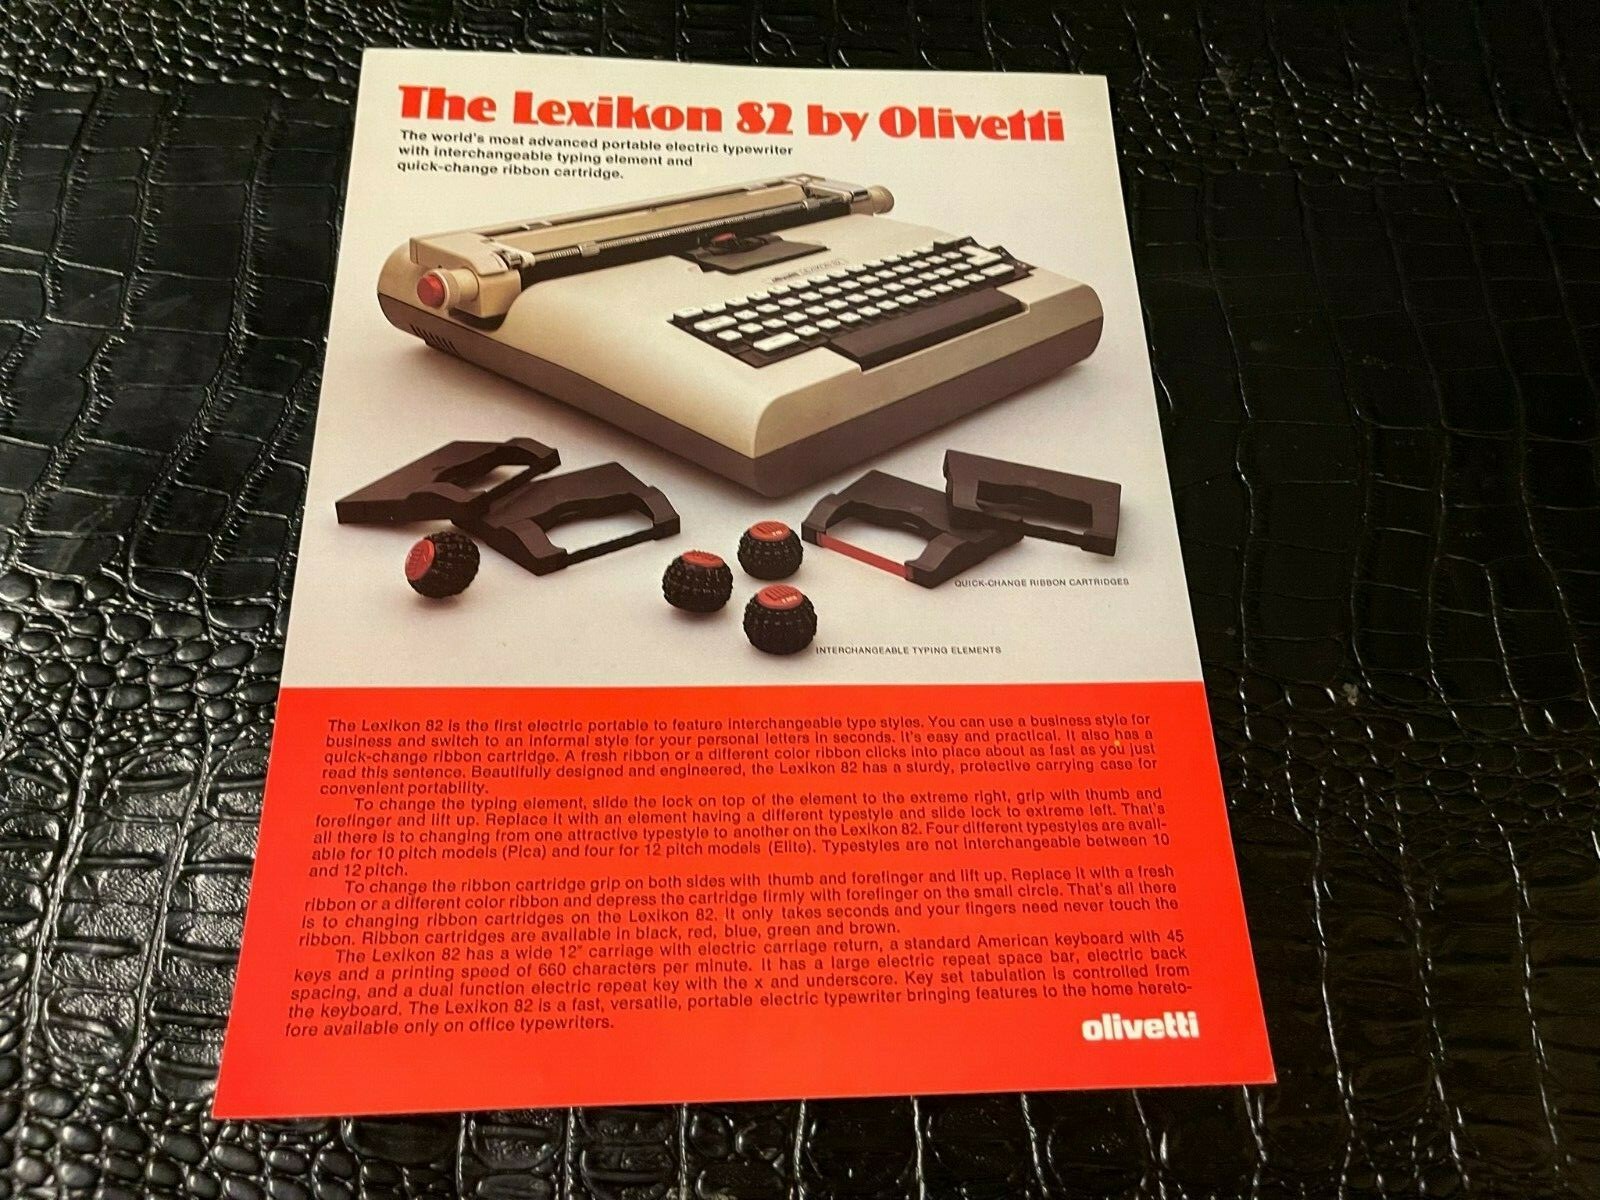 The Lexikon 82 by Olivetti
The world's most advanced portable electric typewriter
with interchangeable typing element and
quick-change ribbon cartridge.
QUICK-CHANGE RIBBON CARTRIDGES
INTERCHANGEABLE TYPING ELEMENTS
The Lexikon 82 is the first electric portable to feature interchangeable type styles. You can use a business style for
business and switch to an informal style for your personal letters in seconds. It's easy and practical. It also has a
quick-change ribbon cartridge. A fresh ribbon or a different color ribbon clicks into place about as fast as you just
read this sentence. Beautifully designed and engineered, the Lexikon 82 has a sturdy, protective carrying case for
convenient portability.
To change the typing element, slide the lock on top of the element to the extreme right, grip with thumb and
forefinger and lift up. Replace it with an element having a different typestyle and slide lock to extreme left. That's
all there is to changing from one attractive typestyle to another on the Lexikon 82. Four different typestyles are avail-
able for 10 pitch models (Pica) and four for 12 pitch models (Elite). Typestyles are not interchangeable between 10
and 12 pitch.
To change the ribbon cartridge grip on both sides with thumb and forefinger and lift up. Replace it with a fresh
ribbon or a different color ribbon and depress the cartridge firmly with forefinger on the small circle. That's all there
is to changing ribbon cartridges on the Lexikon 82. It only takes seconds and your fingers need never touch the
ribbon. Ribbon cartridges are available in black, red, blue, green and brown.
The Lexikon 82 has a wide 12″ carriage with electric carriage return, a standard American keyboard with 45
keys and a printing speed of 660 characters per minute. It has a large electric repeat space bar, electric back
spacing, and a dual function electric repeat key with the x and underscore. Key set tabulation is controlled from
the keyboard. The Lexikon 82 is a fast, versatile, portable electric typewriter bringing features to the home hereto-
fore available only on office typewriters.
olivetti